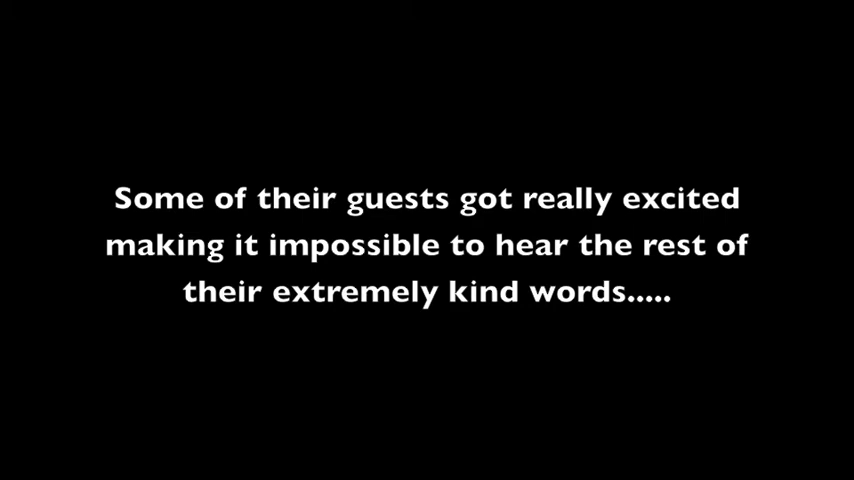 Some of their guests got really excited
making it impossible to hear the rest of
their extremely kind words.....